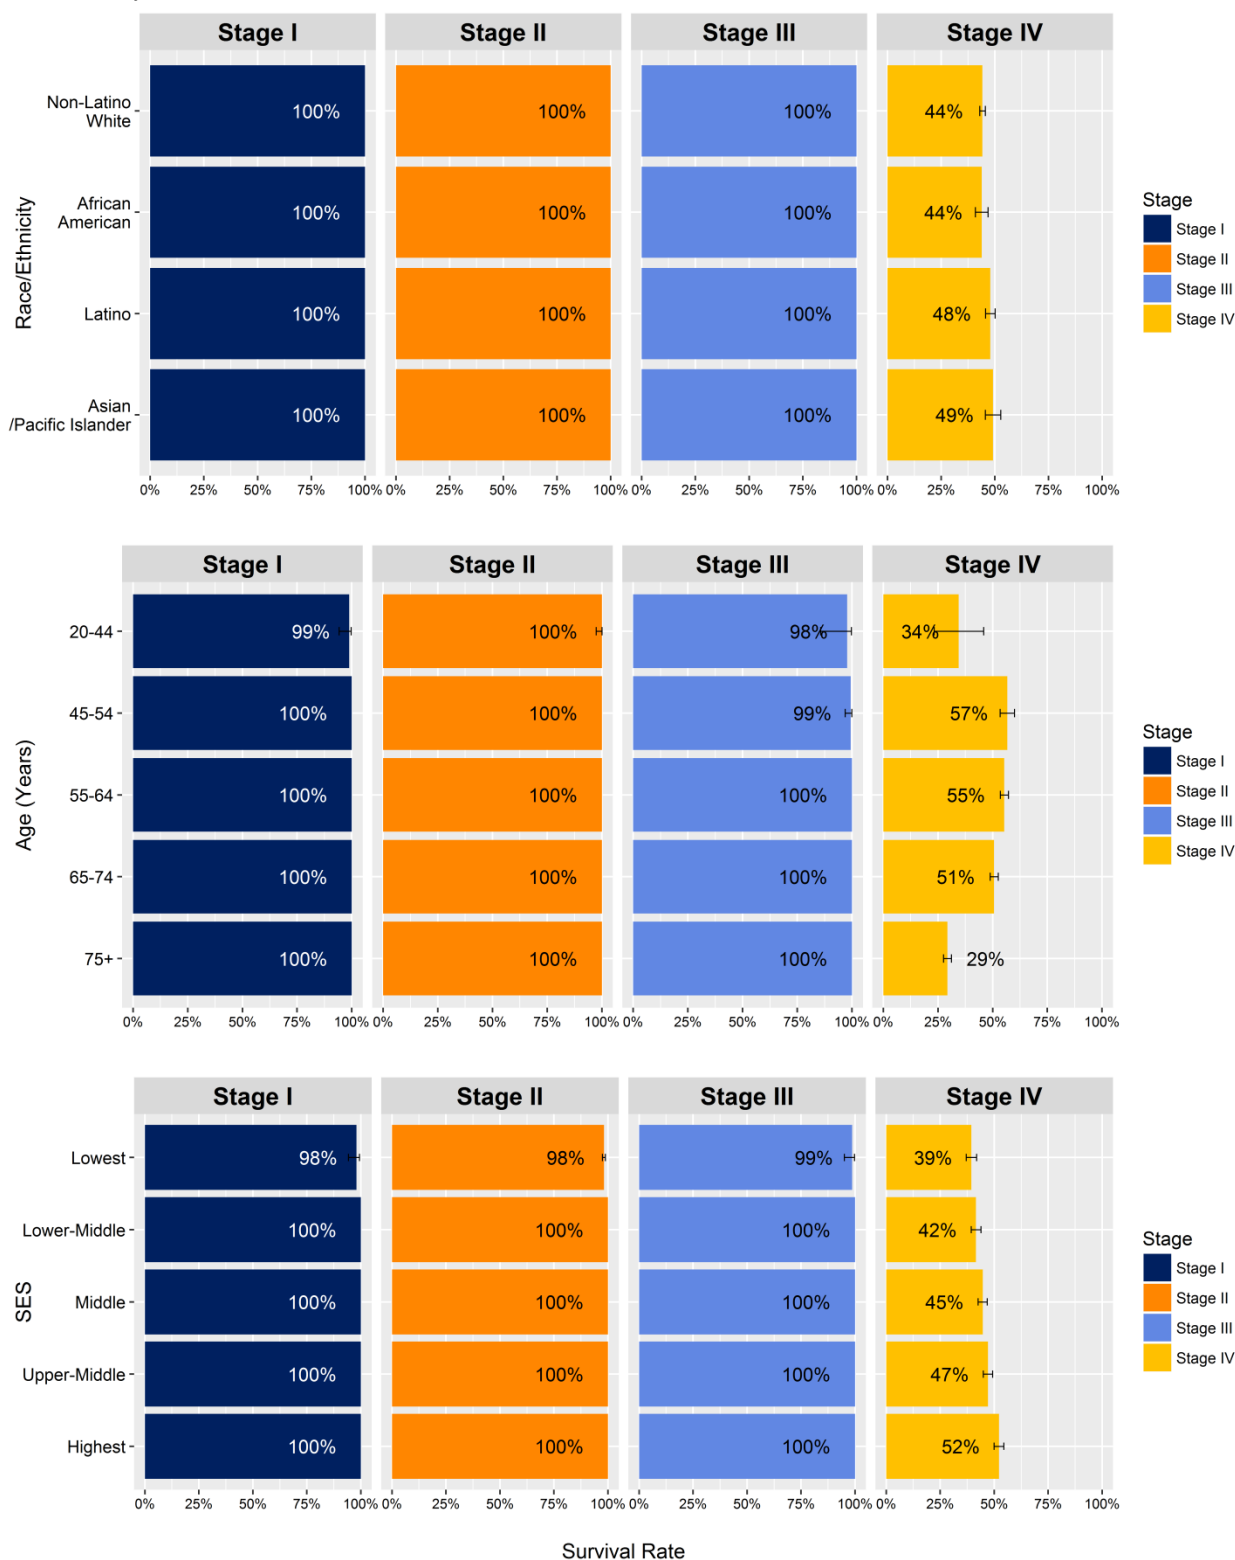 Stage I
Stage II
Stage III
Stage IV
Race/Ethnicity
Non-Latino
White
100%
100%
100%
44%
African
American
100%
100%
100%
44%
Latino
100%
100%
100%
48%
Asian
/Pacific Islander
100%
100%
100%
49%
0% 25% 50% 75% 100%
0% 25% 50% 75% 100%
0% 25% 50% 75% 100%
0% 25% 50% 75% 100%
Stage
Stage I
Stage II
Stage III
Stage IV
Stage I
Stage II
Stage III
Stage IV
Age (Years)
20-44
99%
100%
98%
34%
45-54
100%
100%
99%
57%
55-64
100%
100%
100%
55%
65-74
100%
100%
100%
51%
75+
100%
100%
100%
29%
0% 25% 50% 75% 100%
0% 25% 50% 75% 100%
0% 25% 50% 75% 100%
0% 25% 50% 75% 100%
Stage
Stage I
Stage II
Stage III
Stage IV
Stage I
Stage II
Stage III
Stage IV
SES
Lowest
98%
98%
99%
39%
Lower-Middle
100%
100%
100%
42%
Middle
100%
100%
100%
45%
Upper-Middle
100%
100%
100%
47%
Highest
100%
100%
100%
52%
0% 25% 50% 75% 100%
0% 25% 50% 75% 100%
0% 25% 50% 75% 100%
0% 25% 50% 75% 100%
Stage
Stage I
Stage II
Stage III
Stage IV
Survival Rate